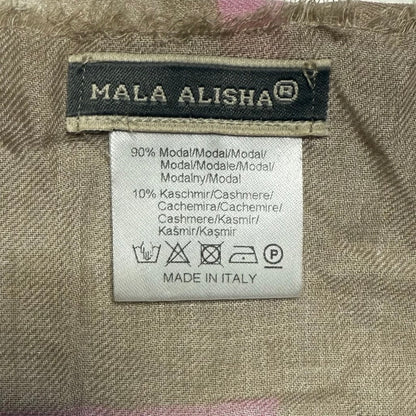 MALA ALISHA®
90% Modal/Modal/Modal/
Modal/Modale/Modal/
Modalny/Modal
10% Kaschmir/Cashmere/
Cachemira/Cachemire/
Cashmere/Kasmír/
Kašmir/Kaşmir
P
MADE IN ITALY